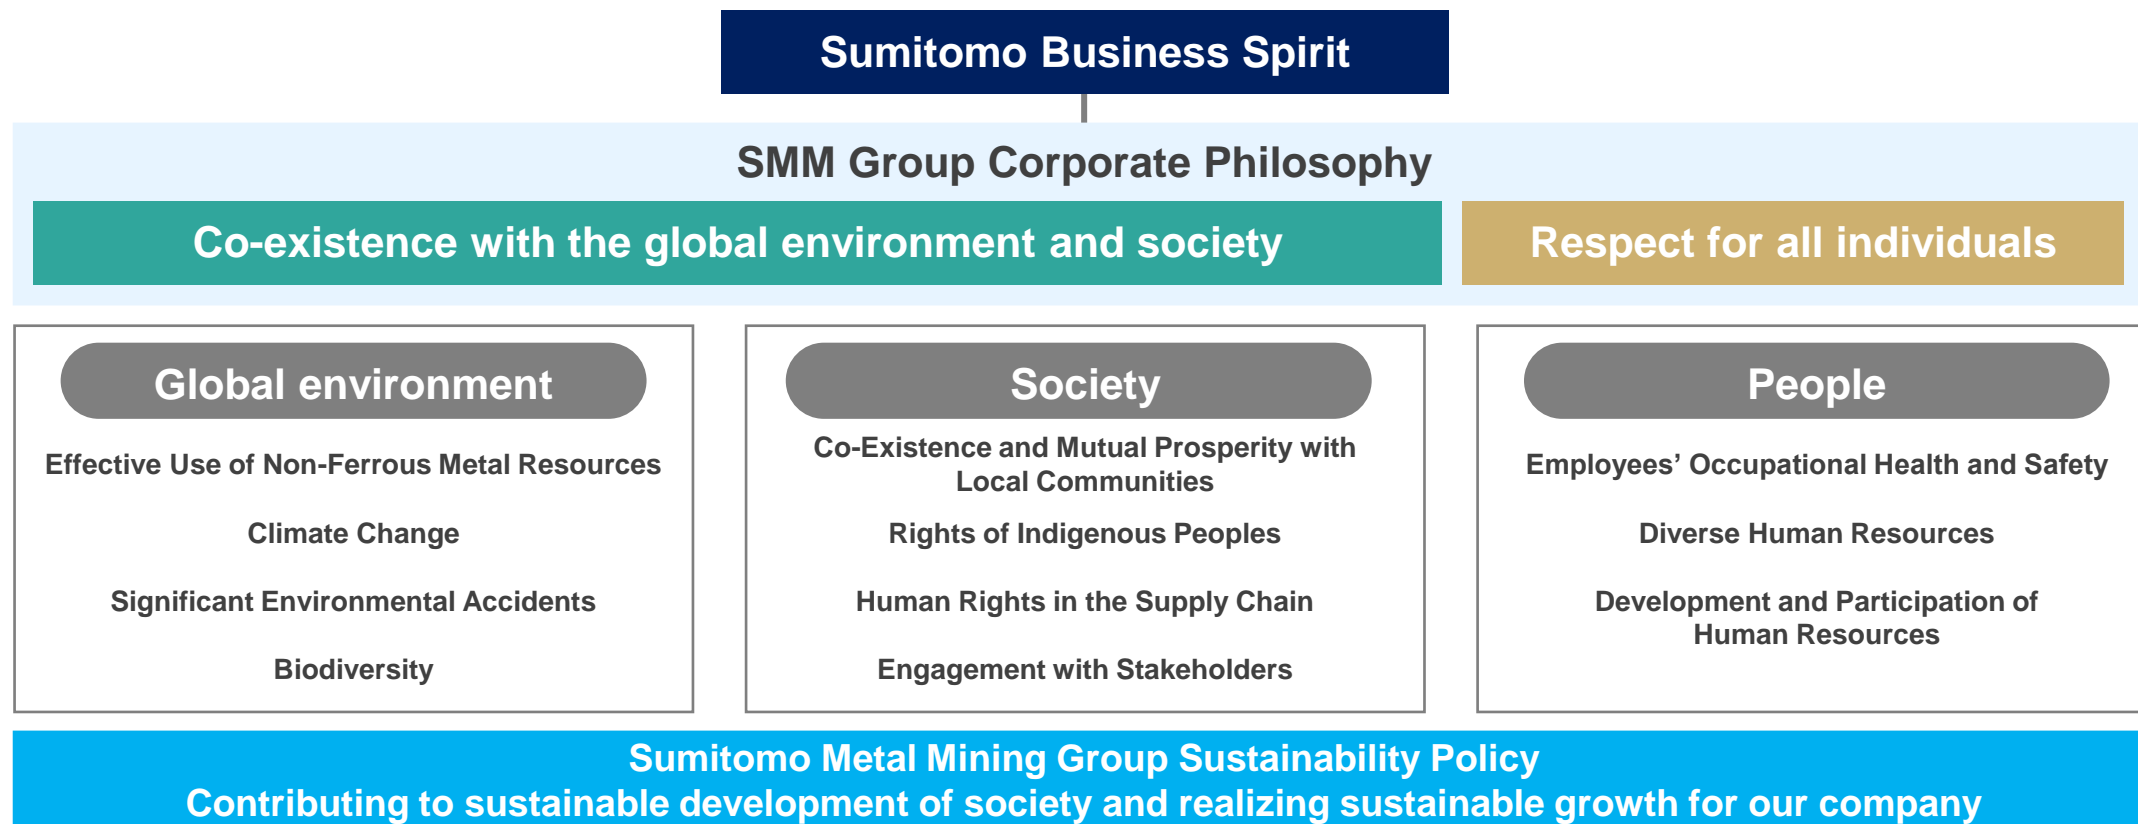 Sumitomo Business Spirit
SMM Group Corporate Philosophy
Co-existence with the global environment and society
Respect for all individuals
Global environment
Effective Use of Non-Ferrous Metal Resources
Climate Change
Significant Environmental Accidents
Biodiversity
Society
Co-Existence and Mutual Prosperity with
Local Communities
Rights of Indigenous Peoples
Human Rights in the Supply Chain
Engagement with Stakeholders
People
Employees’ Occupational Health and Safety
Diverse Human Resources
Development and Participation of
Human Resources
Sumitomo Metal Mining Group Sustainability Policy
Contributing to sustainable development of society and realizing sustainable growth for our company